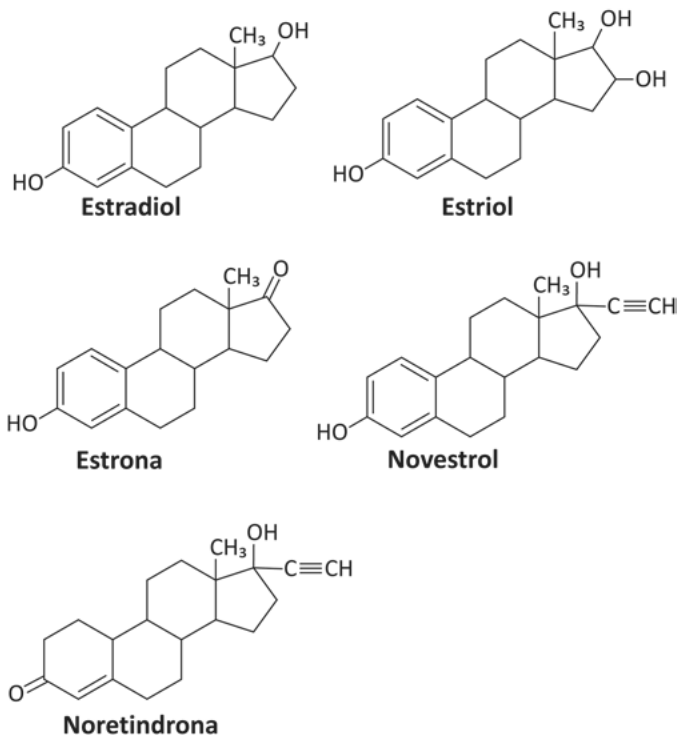 CH₃ OH
HO
Estradiol
CH₃ OH
OH
HO
Estriol
CH₃ O
HO
Estrona
OH
CH₃
C≡CH
HO
Novestrol
OH
CH₃
C≡CH
O
Noretindrona